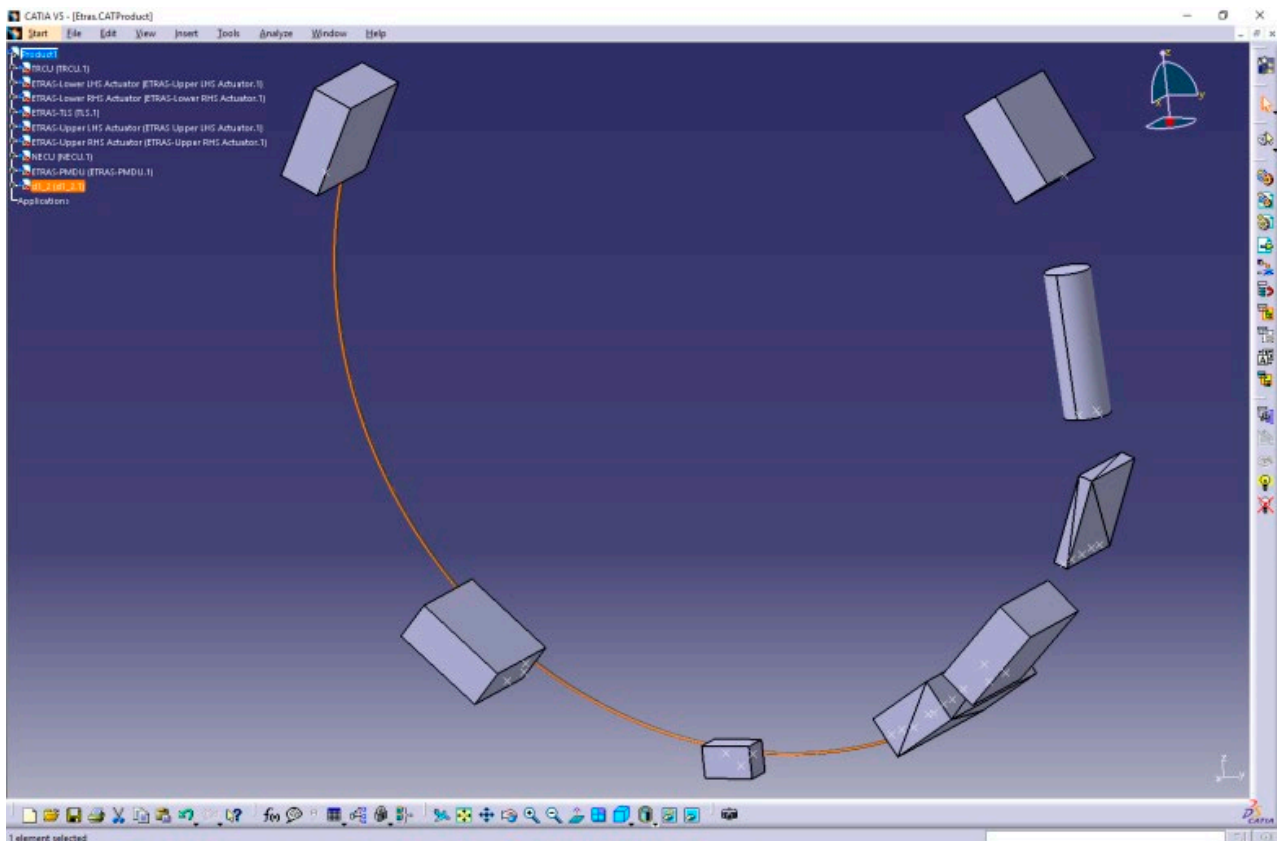 CATIA V5 - [Etras.CATProduct]
Start File Edit View Insert Tools Analyze Window Help
Product1
TRCU (TRCU.1)
ETRAS-Lower LHS Actuator (ETRAS-Upper LHS Actuator.1)
ETRAS-Lower RHS Actuator (ETRAS-Lower RHS Actuator.1)
ETRAS-TLS (TLS.1)
ETRAS-Upper LHS Actuator (ETRAS Upper LHS Actuator.1)
ETRAS-Upper RHS Actuator (ETRAS-Upper RHS Actuator.1)
NECU (NECU.1)
ETRAS-PMDU (ETRAS-PMDU.1)
d1_2 (d1_2.1)
Applications
z
x
y
z
y
f(x)
CATIA
1 element selected